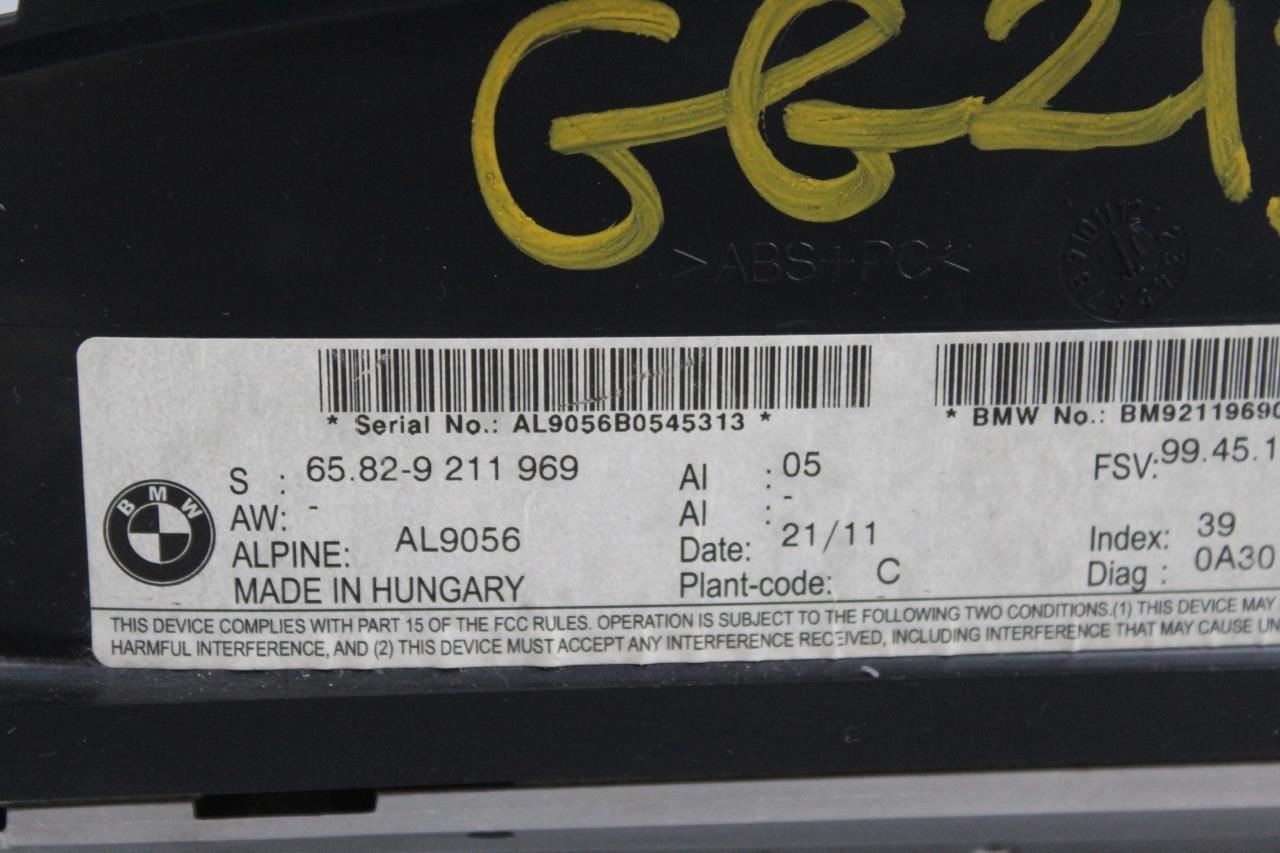 GG21
>ABS+PC<
* Serial No.: AL9056B0545313 *
* BMW No.: BM92119690
BMW
S : 65.82-9 211 969
AW: -
ALPINE: AL9056
MADE IN HUNGARY
AI : 05
AI : -
Date: 21/11
Plant-code: C
FSV: 99.45.1
Index: 39
Diag : 0A30
THIS DEVICE COMPLIES WITH PART 15 OF THE FCC RULES. OPERATION IS SUBJECT TO THE FOLLOWING TWO CONDITIONS.(1) THIS DEVICE MAY
HARMFUL INTERFERENCE, AND (2) THIS DEVICE MUST ACCEPT ANY INTERFERENCE RECEIVED, INCLUDING INTERFERENCE THAT MAY CAUSE UN